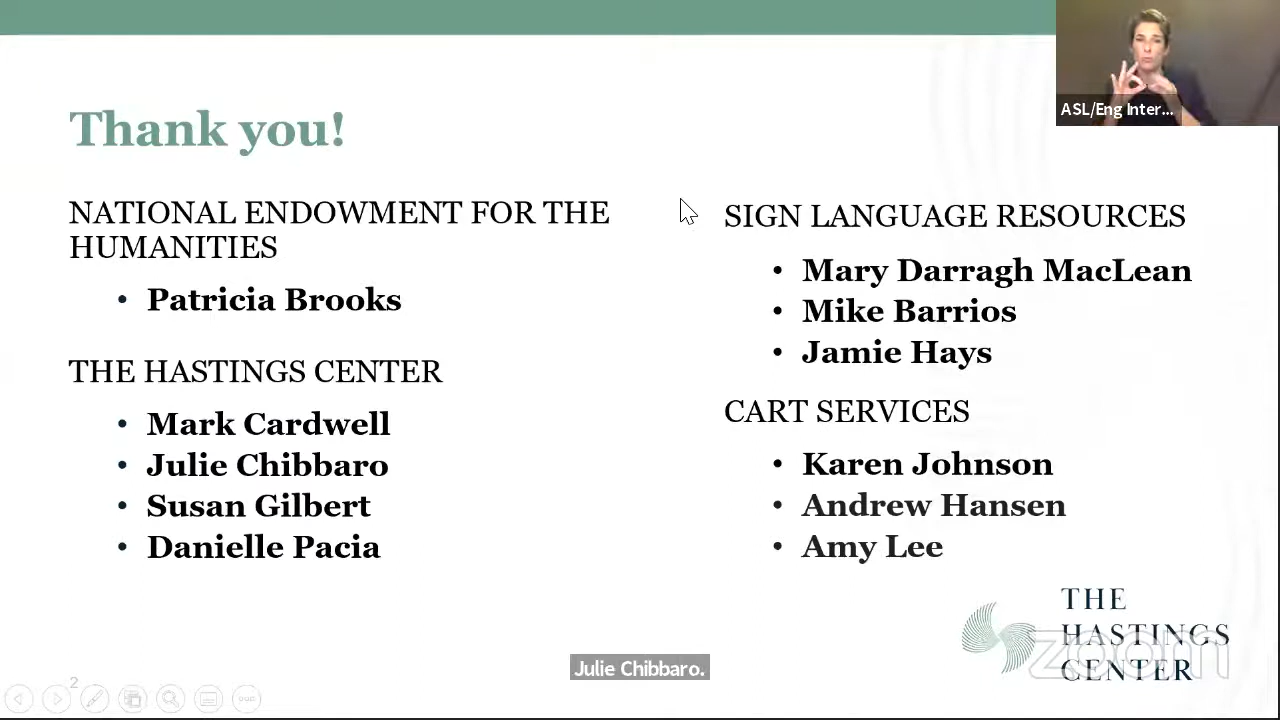 ASL/Eng Inter...
Thank you!
NATIONAL ENDOWMENT FOR THE
HUMANITIES
• Patricia Brooks
THE HASTINGS CENTER
• Mark Cardwell
• Julie Chibbaro
• Susan Gilbert
• Danielle Pacia
SIGN LANGUAGE RESOURCES
• Mary Darragh MacLean
• Mike Barrios
• Jamie Hays
CART SERVICES
• Karen Johnson
• Andrew Hansen
• Amy Lee
THE
HASTINGS
CENTER
zoom
Julie Chibbaro.
2